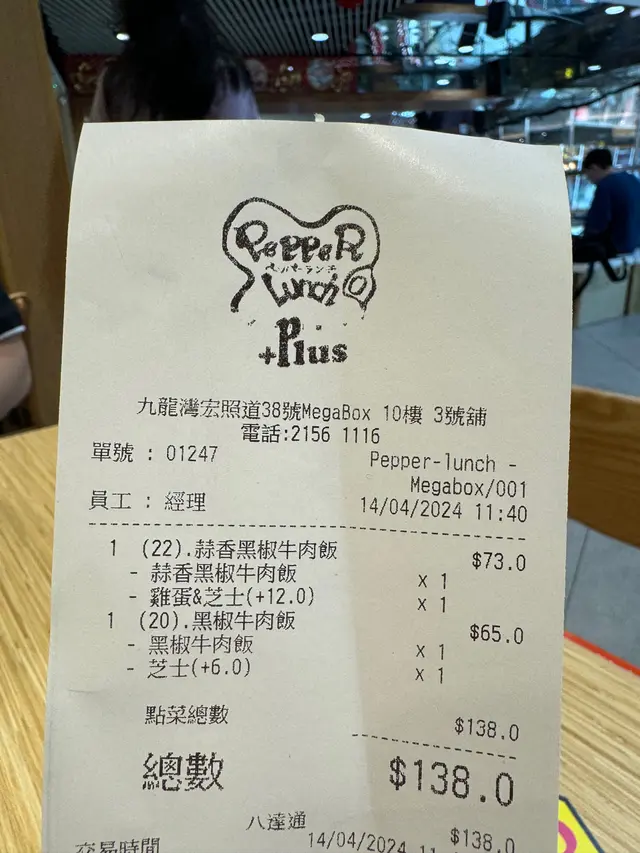 PePPeR
ペッパーランチ
Lunch
+Plus
九龍灣宏照道38號MegaBox 10樓 3號舖
電話:2156 1116
單號 : 01247
Pepper-lunch -
Megabox/001
員工 : 經理
14/04/2024 11:40
1 (22).蒜香黑椒牛肉飯 $73.0
- 蒜香黑椒牛肉飯 x 1
- 雞蛋&芝士(+12.0) x 1
1 (20).黑椒牛肉飯 $65.0
- 黑椒牛肉飯 x 1
- 芝士(+6.0) x 1
點菜總數 $138.0
總數 $138.0
八達通 $138.0
交易時間 14/04/2024